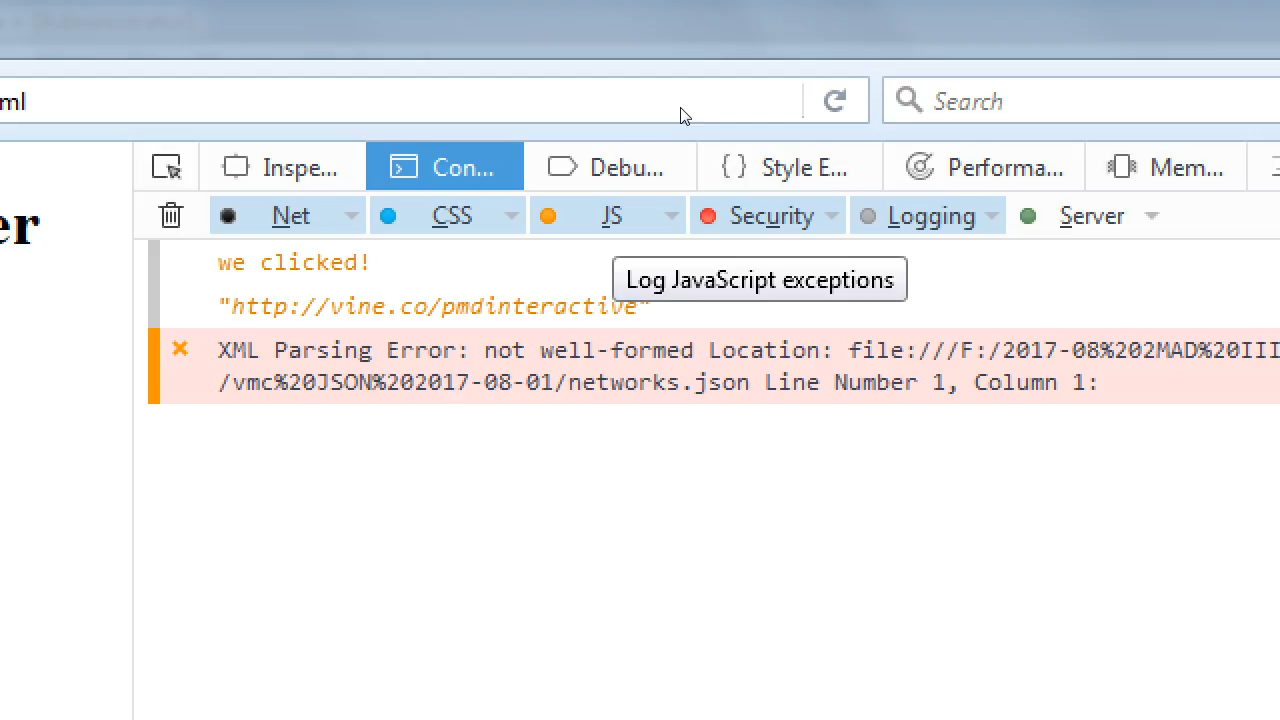 ml
Search
Inspe...
Con...
Debu...
Style E...
Performa...
Mem...
er
Net
CSS
JS
Security
Logging
Server
we clicked!
Log JavaScript exceptions
"http://vine.co/pmdinteractive"
XML Parsing Error: not well-formed Location: file:///F:/2017-08%202MAD%20III
/vmc%20JSON%202017-08-01/networks.json Line Number 1, Column 1: